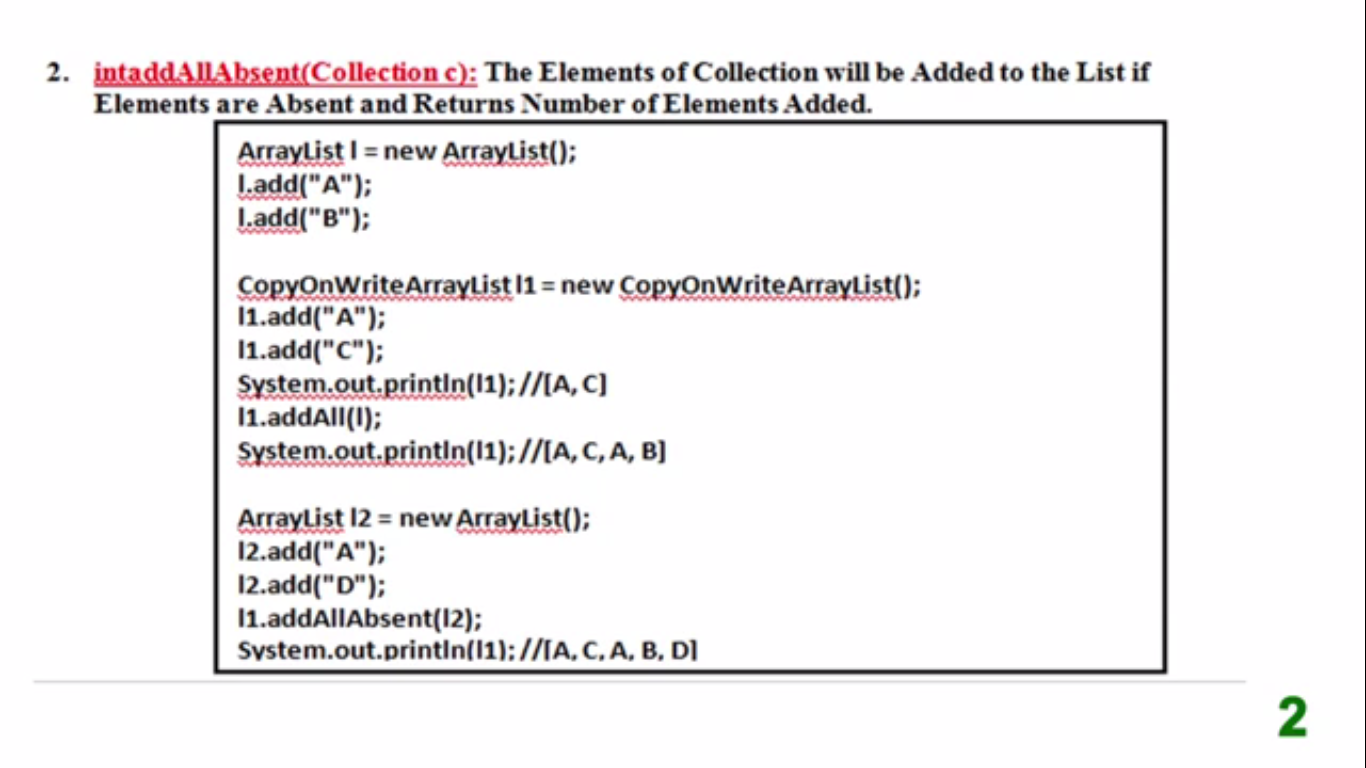 2. intaddAllAbsent(Collection c): The Elements of Collection will be Added to the List if
Elements are Absent and Returns Number of Elements Added.
ArrayList l = new ArrayList();
l.add("A");
l.add("B");
CopyOnWriteArrayList l1 = new CopyOnWriteArrayList();
l1.add("A");
l1.add("C");
System.out.println(l1); //[A, C]
l1.addAll(l);
System.out.println(l1); //[A, C, A, B]
ArrayList l2 = new ArrayList();
l2.add("A");
l2.add("D");
l1.addAllAbsent(l2);
System.out.println(l1); //[A, C, A, B, D]
2